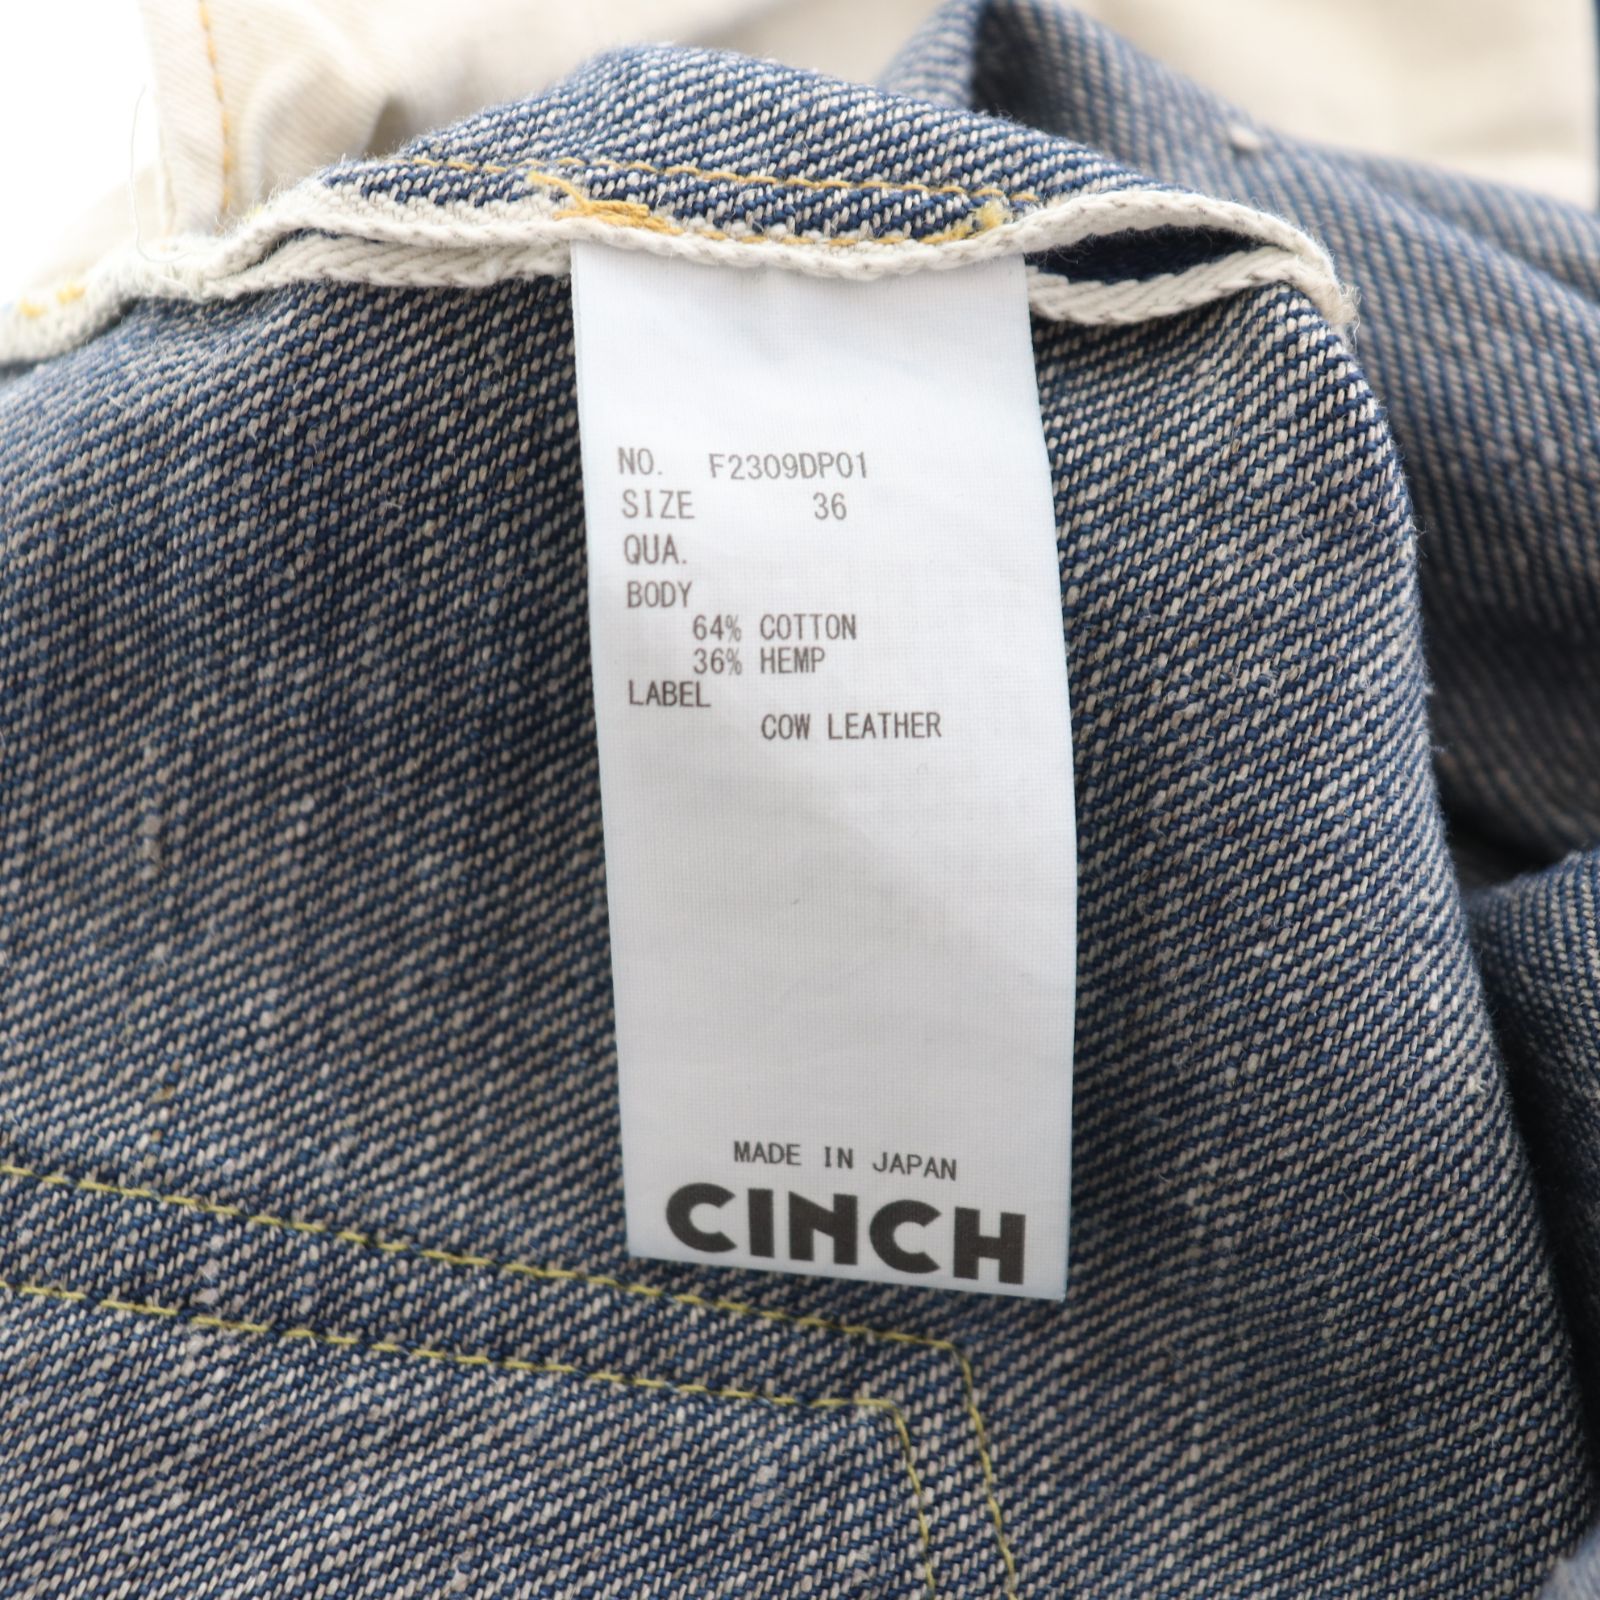 NO. F2309DP01
SIZE 36
QUA.
BODY
64% COTTON
36% HEMP
LABEL
COW LEATHER
MADE IN JAPAN
CINCH